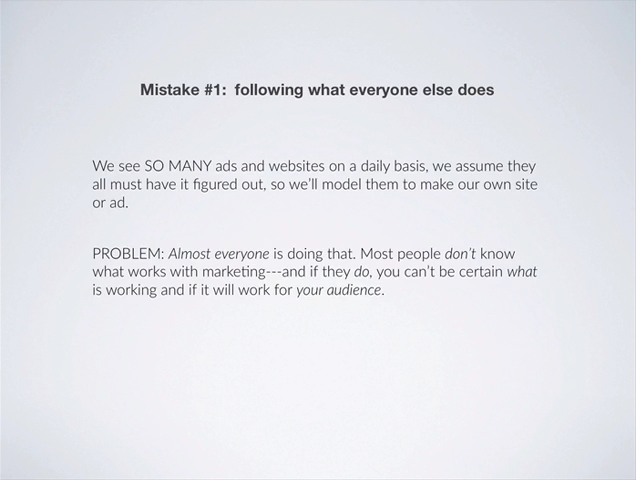 Mistake #1:  following what everyone else does
We see SO MANY ads and websites on a daily basis, we assume they
all must have it figured out, so we'll model them to make our own site
or ad.
PROBLEM: Almost everyone is doing that. Most people don't know
what works with marketing---and if they do, you can't be certain what
is working and if it will work for your audience.